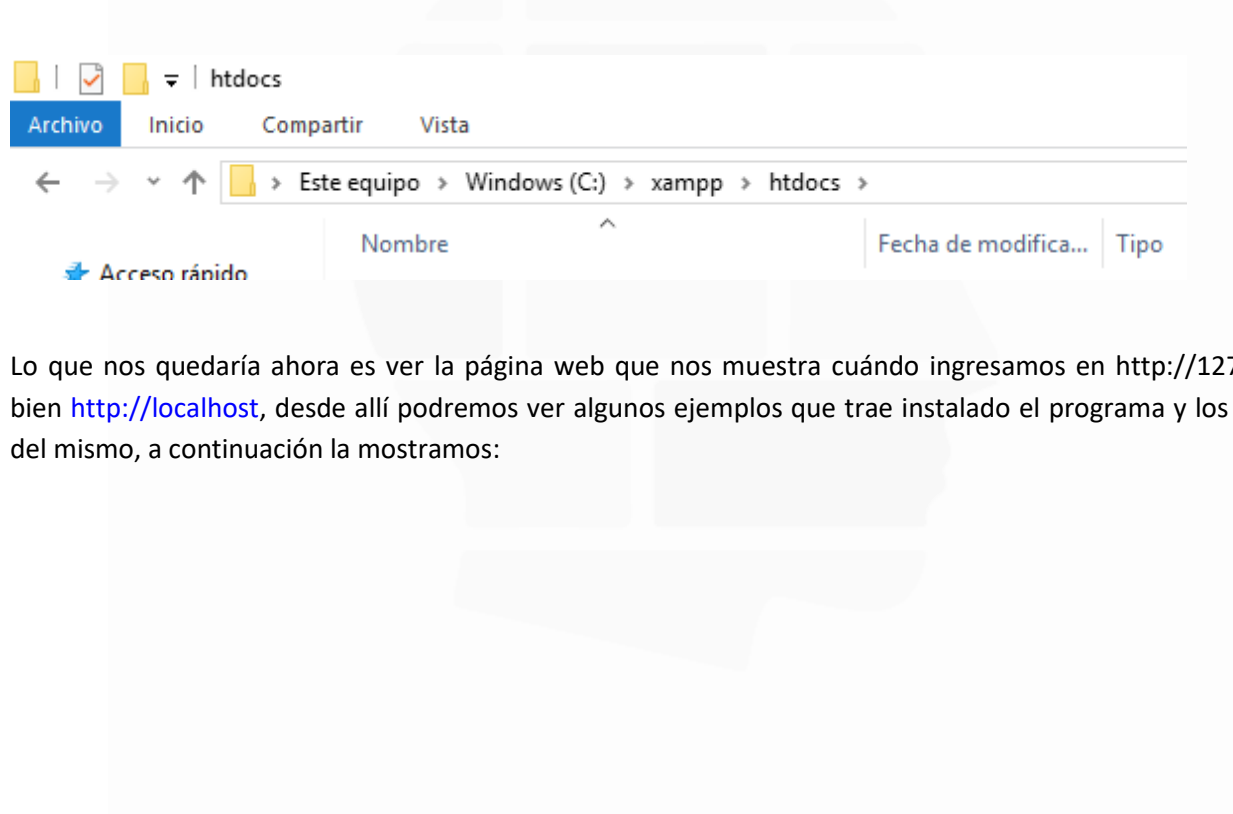 htdocs
Archivo Inicio Compartir Vista
Este equipo > Windows (C:) > xampp > htdocs >
Nombre Fecha de modifica... Tipo
Acceso rápido
Lo que nos quedaría ahora es ver la página web que nos muestra cuándo ingresamos en http://127
bien http://localhost, desde allí podremos ver algunos ejemplos que trae instalado el programa y los
del mismo, a continuación la mostramos: